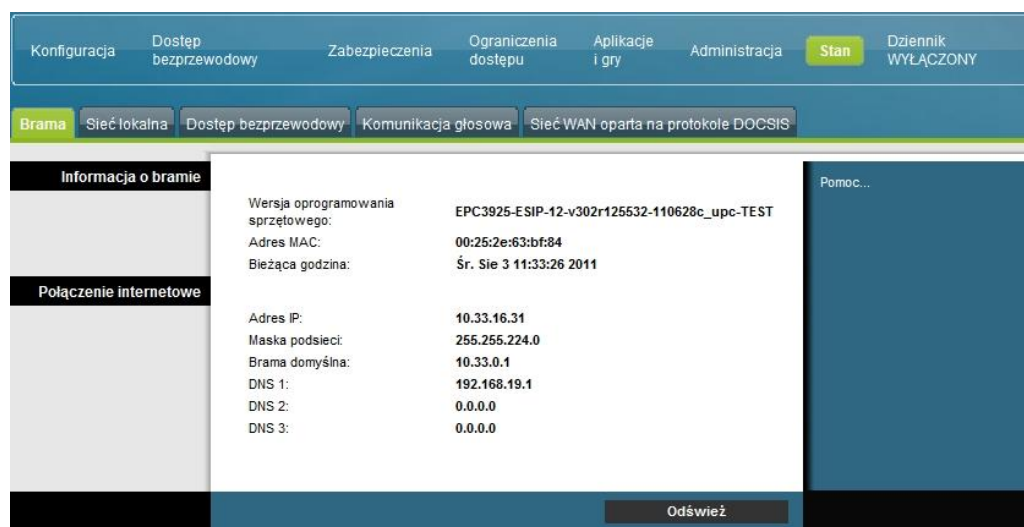 Konfiguracja
Dostęp
bezprzewodowy
Zabezpieczenia
Ograniczenia
dostępu
Aplikacje
i gry
Administracja
Stan
Dziennik
WYŁĄCZONY
Brama
Sieć lokalna
Dostęp bezprzewodowy
Komunikacja głosowa
Sieć WAN oparta na protokole DOCSIS
Informacja o bramie
Wersja oprogramowania
sprzętowego:
EPC3925-ESIP-12-v302r125532-110628c_upc-TEST
Adres MAC:
00:25:2e:63:bf:84
Bieżąca godzina:
Śr. Sie 3 11:33:26 2011
Pomoc...
Połączenie internetowe
Adres IP:
10.33.16.31
Maska podsieci:
255.255.224.0
Brama domyślna:
10.33.0.1
DNS 1:
192.168.19.1
DNS 2:
0.0.0.0
DNS 3:
0.0.0.0
Odśwież